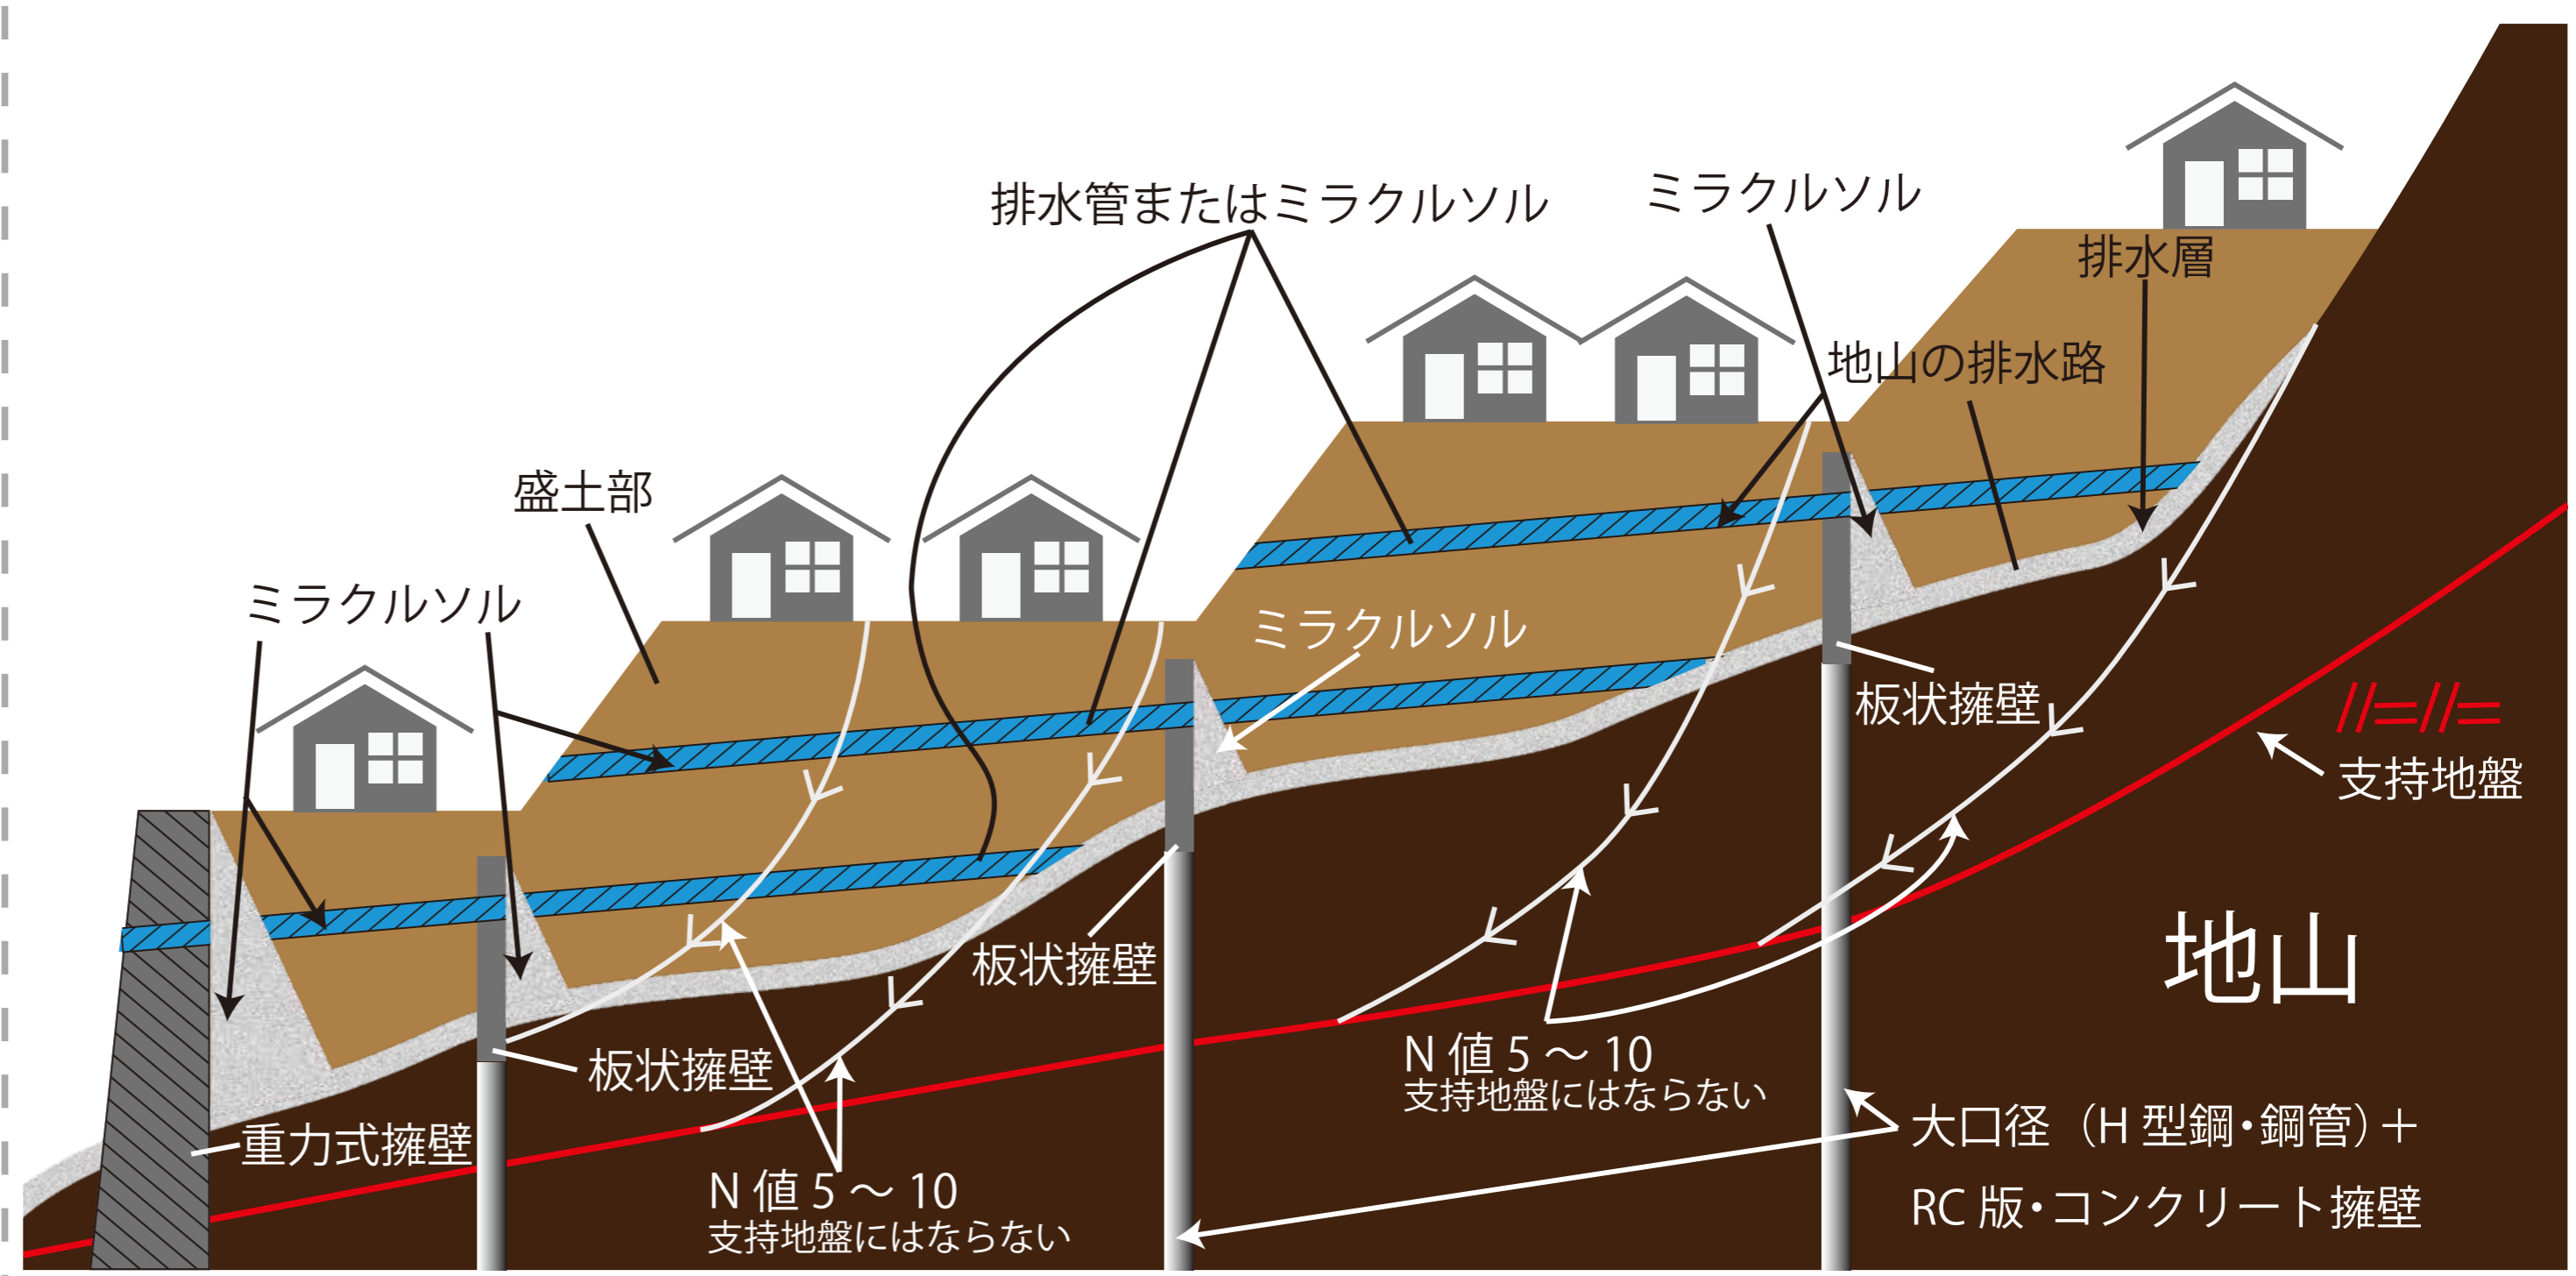 排水管またはミラクルソル
ミラクルソル
排水層
地山の排水路
盛土部
ミラクルソル
ミラクルソル
板状擁壁
支持地盤
地山
板状擁壁
N 値 5 ～ 10
支持地盤にはならない
板状擁壁
重力式擁壁
大口径（H 型鋼・鋼管）＋
RC 版・コンクリート擁壁
N 値 5 ～ 10
支持地盤にはならない